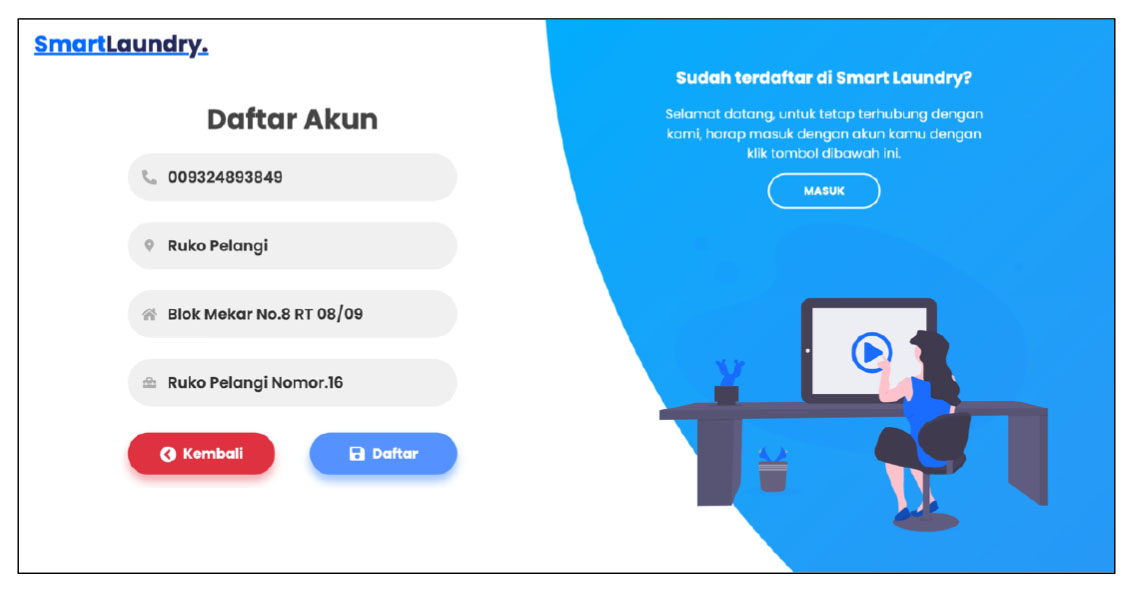 SmartLaundry.
Daftar Akun
009324893849
Ruko Pelangi
Blok Mekar No.8 RT 08/09
Ruko Pelangi Nomor.16
Kembali
Daftar
Sudah terdaftar di Smart Laundry?
Selamat datang, untuk tetap terhubung dengan
kami, harap masuk dengan akun kamu dengan
klik tombol dibawah ini.
MASUK